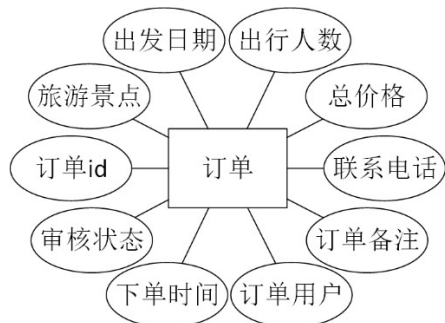 出发日期
出行人数
旅游景点
总价格
订单id
订单
联系电话
审核状态
订单备注
下单时间
订单用户